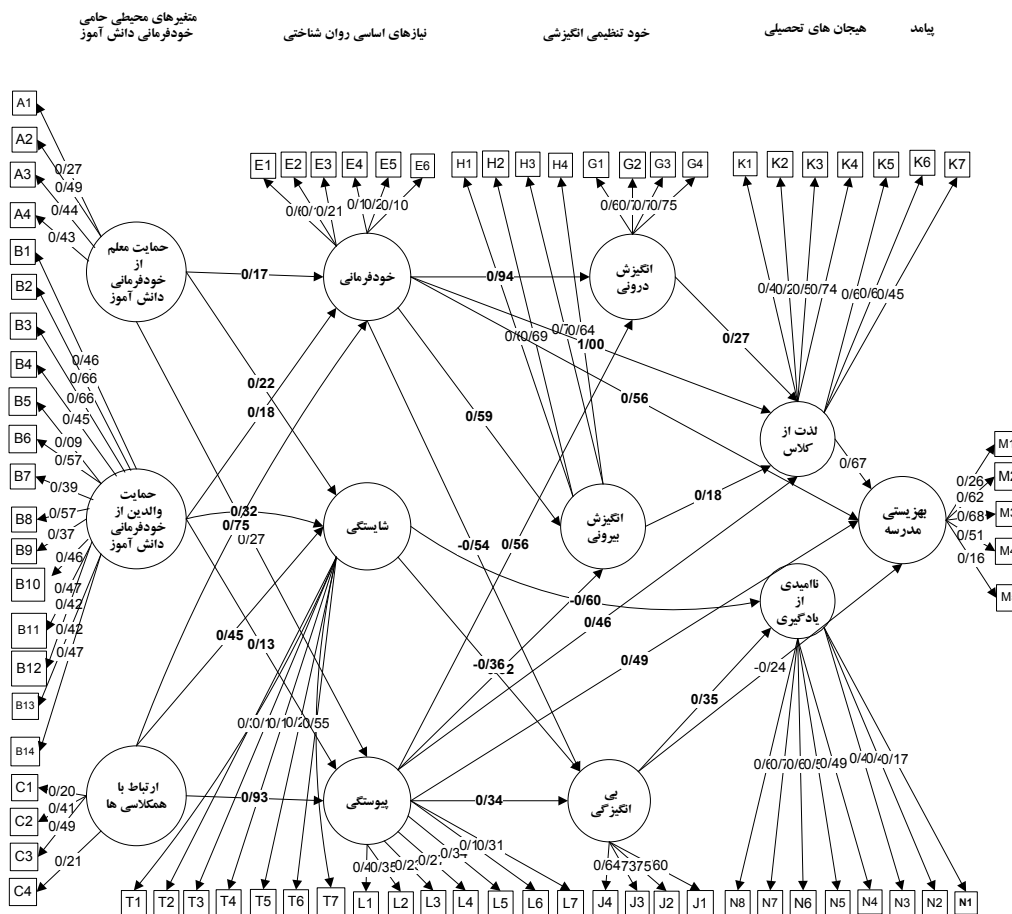 متغیرهای محیطی حامی
خودفرمانی دانش آموز
نیازهای اساسی روان شناختی
خود تنظیمی انگیزشی
هیجان های تحصیلی
پیامد
A1
A2
A3
A4
B1
B2
B3
B4
B5
B6
B7
B8
B9
B10
B11
B12
B13
B14
C1
C2
C3
C4
0/27
0/49
0/44
0/43
0/46
0/66
0/66
0/45
0/09
0/57
0/39
0/57
0/37
0/46
0/47
0/42
0/42
0/47
0/20
0/41
0/49
0/21
حمایت معلم
از
خودفرمانی
دانش آموز
حمایت
والدین از
خودفرمانی
دانش آموز
ارتباط با
همکلاسی ها
E1
E2
E3
E4
E5
E6
H1
H2
H3
H4
G1
G2
G3
G4
K1
K2
K3
K4
K5
K6
K7
0/21
0/10
0/75
0/74
0/45
0/69
0/64
خودفرمانی
شایستگی
پیوستگی
انگیزش
درونی
انگیزش
بیرونی
بی
انگیزگی
لذت از
کلاس
ناامیدی
از
یادگیری
بهزیستی
مدرسه
0/17
0/94
1/00
0/27
0/22
0/18
0/56
0/59
0/67
0/32
0/75
0/27
-0/54
0/56
0/18
-0/60
0/46
0/45
0/13
-0/36
0/49
-0/24
0/35
0/93
0/34
0/26
0/62
0/68
0/51
0/16
M1
M2
M3
M4
0/55
0/35
0/31
0/64
0/49
0/17
T1
T2
T3
T4
T5
T6
T7
L1
L2
L3
L4
L5
L6
L7
J4
J3
J2
J1
N8
N7
N6
N5
N4
N3
N2
N1